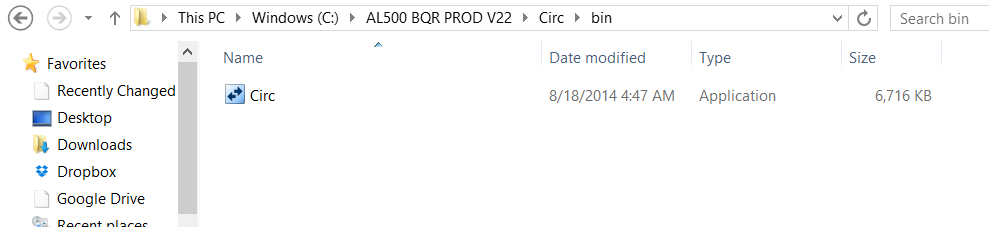 This PC Windows (C:) AL500 BQR PROD V22 Circ bin Search bin
Name Date modified Type Size
Favorites
Recently Changed
Desktop
Downloads
Dropbox
Google Drive
Recent places
Circ 8/18/2014 4:47 AM Application 6,716 KB